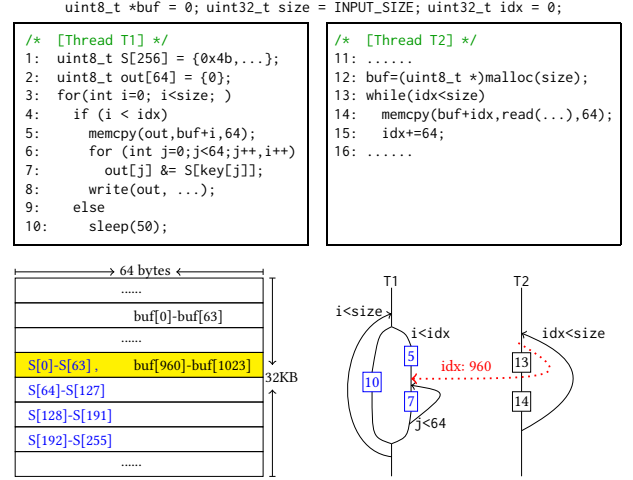 uint8_t *buf = 0; uint32_t size = INPUT_SIZE; uint32_t idx = 0;
/*  [Thread T1] */
1:  uint8_t S[256] = {0x4b,...};
2:  uint8_t out[64] = {0};
3:  for(int i=0; i<size; )
4:    if (i < idx)
5:      memcpy(out,buf+i,64);
6:      for (int j=0;j<64;j++,i++)
7:        out[j] &= S[key[j]];
8:      write(out, ...);
9:    else
10:     sleep(50);
/*  [Thread T2] */
11: ......
12: buf=(uint8_t *)malloc(size);
13: while(idx<size)
14:   memcpy(buf+idx,read(...),64);
15:   idx+=64;
16: ......
64 bytes
......
buf[0]-buf[63]
......
S[0]-S[63] ,   buf[960]-buf[1023]
S[64]-S[127]
S[128]-S[191]
S[192]-S[255]
......
32KB
T1
T2
i<size
i<idx
idx<size
5
idx: 960
13
10
7
14
j<64